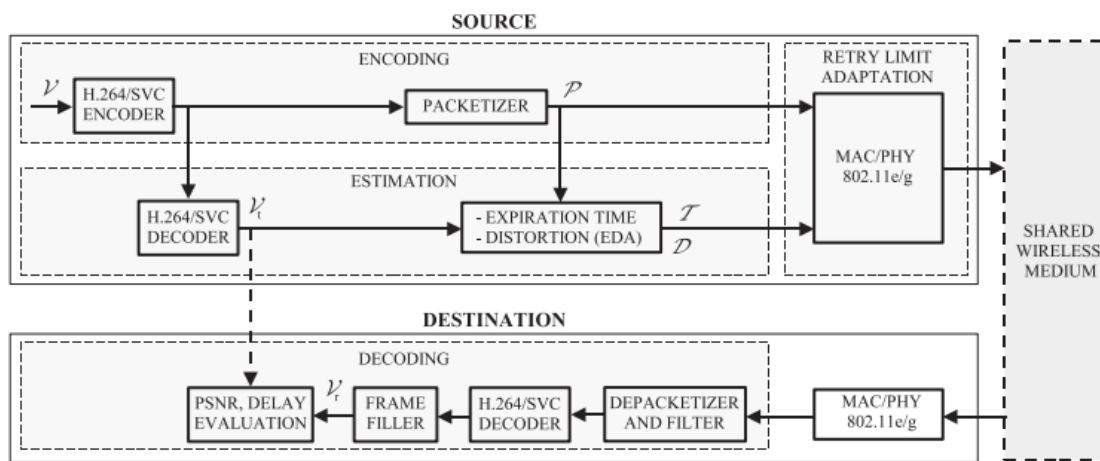 SOURCE
ENCODING
RETRY LIMIT
ADAPTATION
𝒱
H.264/SVC
ENCODER
PACKETIZER
𝒫
MAC/PHY
802.11e/g
ESTIMATION
H.264/SVC
DECODER
𝒱t
- EXPIRATION TIME
- DISTORTION (EDA)
𝒯
𝒟
SHARED
WIRELESS
MEDIUM
DESTINATION
DECODING
PSNR, DELAY
EVALUATION
𝒱r
FRAME
FILLER
H.264/SVC
DECODER
DEPACKETIZER
AND FILTER
MAC/PHY
802.11e/g